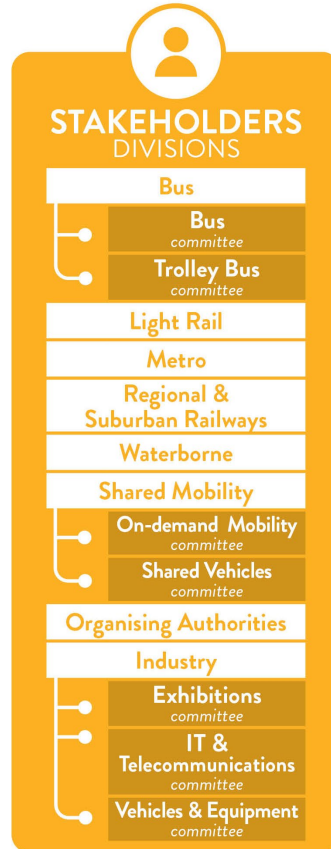 STAKEHOLDERS
DIVISIONS
Bus
Bus
committee
Trolley Bus
committee
Light Rail
Metro
Regional &
Suburban Railways
Waterborne
Shared Mobility
On-demand Mobility
committee
Shared Vehicles
committee
Organising Authorities
Industry
Exhibitions
committee
IT &
Telecommunications
committee
Vehicles & Equipment
committee